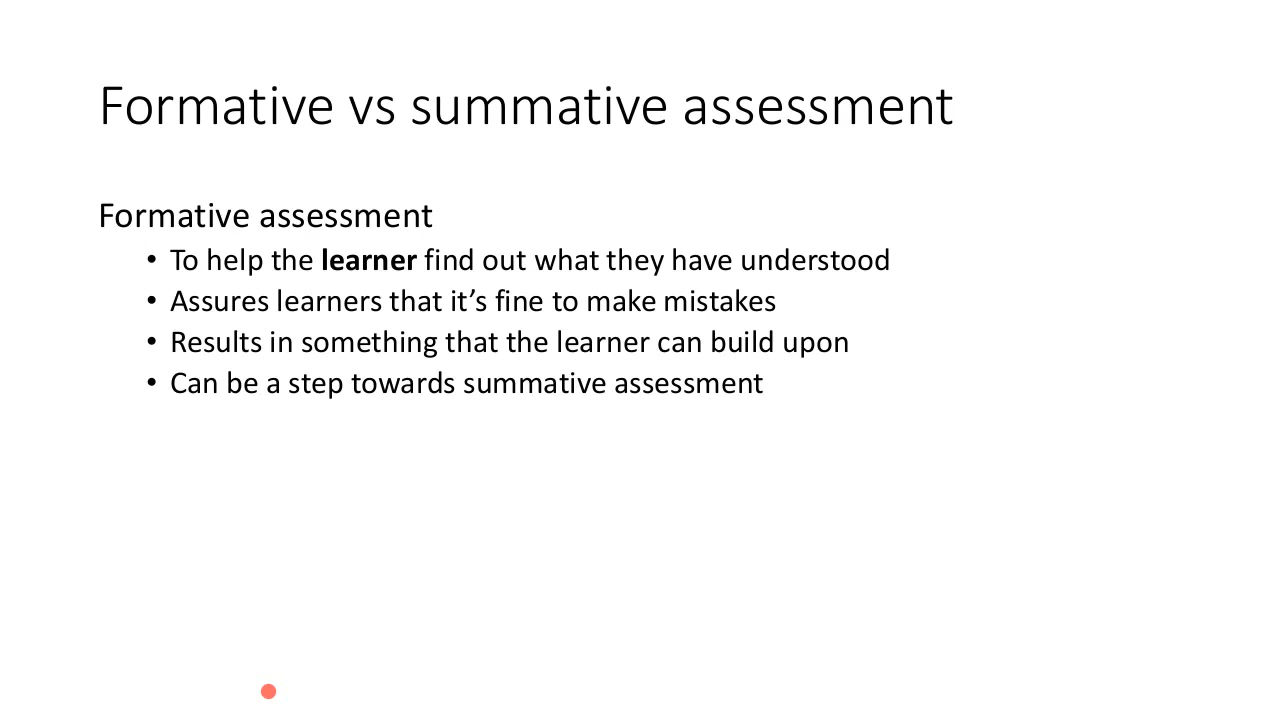 Formative vs summative assessment
Formative assessment
• To help the learner find out what they have understood
• Assures learners that it’s fine to make mistakes
• Results in something that the learner can build upon
• Can be a step towards summative assessment